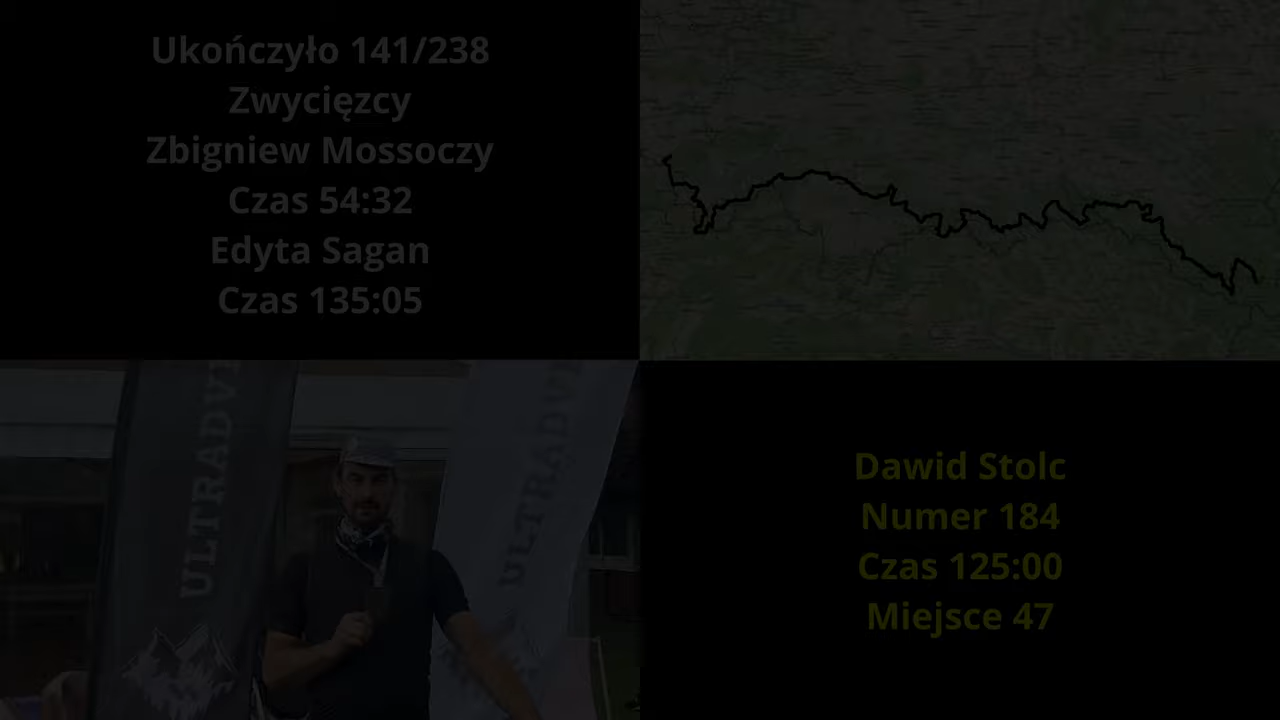 Ukończyło 141/238
Zwycięzcy
Zbigniew Mossoczy
Czas 54:32
Edyta Sagan
Czas 135:05
ULTRADV
ULTRADV
Dawid Stolc
Numer 184
Czas 125:00
Miejsce 47